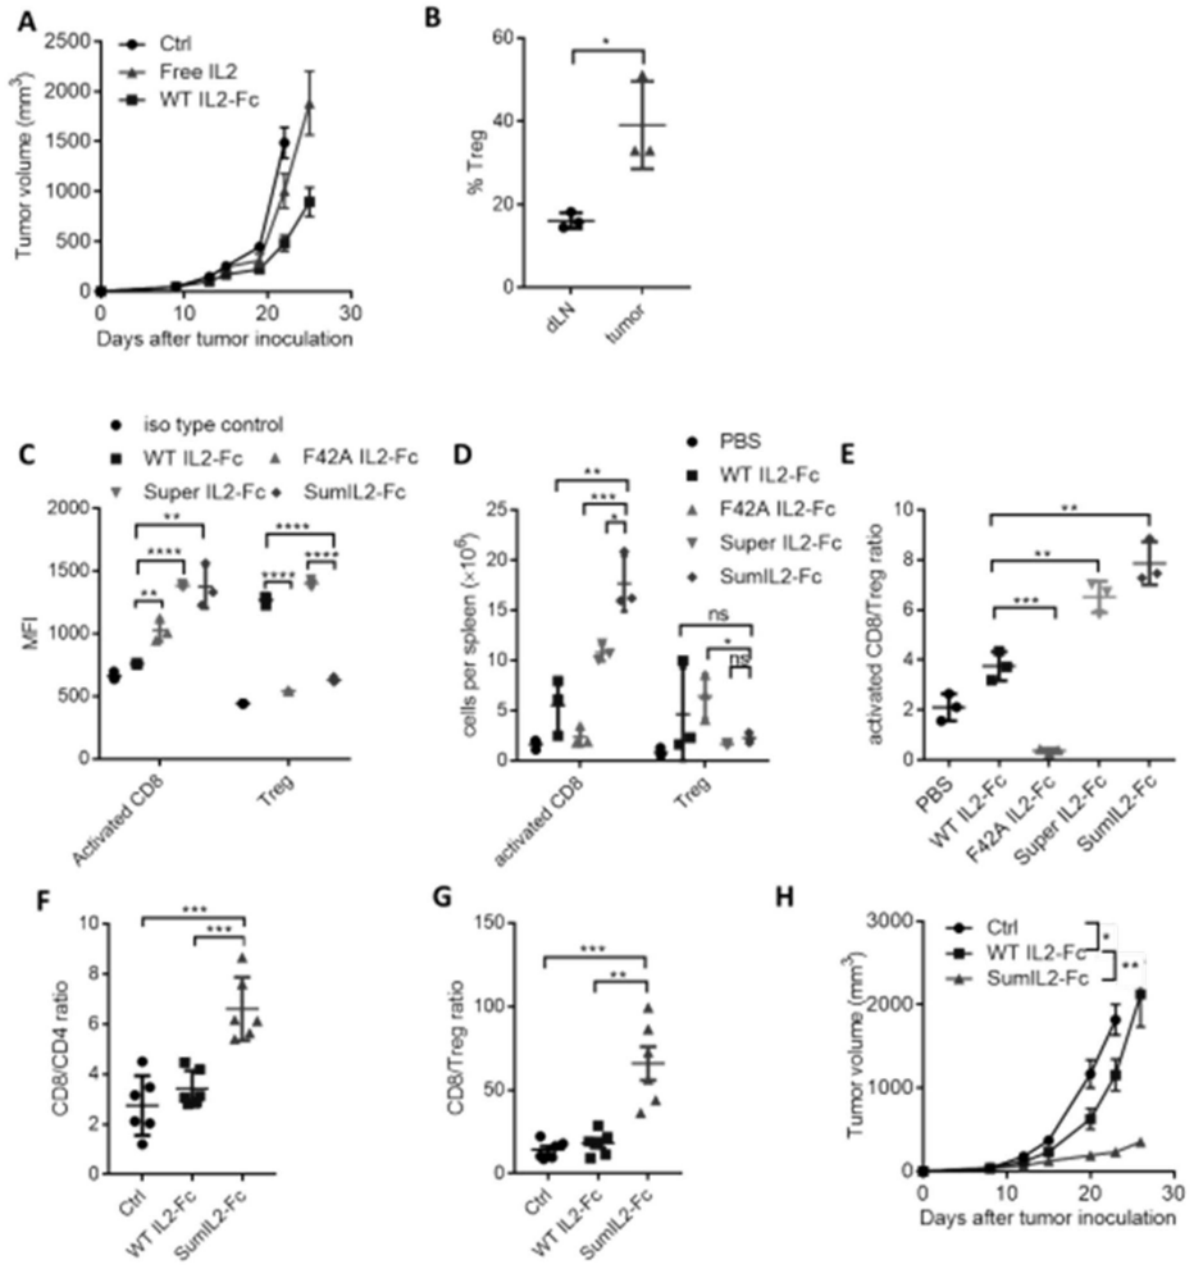 A
2500
2000
1500
1000
500
0
Tumor volume (mm³)
Ctrl
Free IL2
WT IL2-Fc
0 10 20 30
Days after tumor inoculation
B
60
40
20
0
% Treg
*
dLN tumor
C
iso type control
WT IL2-Fc F42A IL2-Fc
Super IL2-Fc SumIL2-Fc
2000
1500
1000
500
0
MFI
**
****
**
****
****
****
Activated CD8 Treg
D
PBS
WT IL2-Fc
F42A IL2-Fc
Super IL2-Fc
SumIL2-Fc
25
20
15
10
5
0
cells per spleen (×10⁶)
**
***
*
ns
*
ns
activated CD8 Treg
E
10
8
6
4
2
0
activated CD8/Treg ratio
**
**
***
PBS
WT IL2-Fc
F42A IL2-Fc
Super IL2-Fc
SumIL2-Fc
F
10
8
6
4
2
0
CD8/CD4 ratio
***
***
Ctrl
WT IL2-Fc
SumIL2-Fc
G
150
100
50
0
CD8/Treg ratio
***
**
Ctrl
WT IL2-Fc
SumIL2-Fc
H
3000
2000
1000
0
Tumor volume (mm³)
Ctrl
WT IL2-Fc
SumIL2-Fc
*
**
0 10 20 30
Days after tumor inoculation